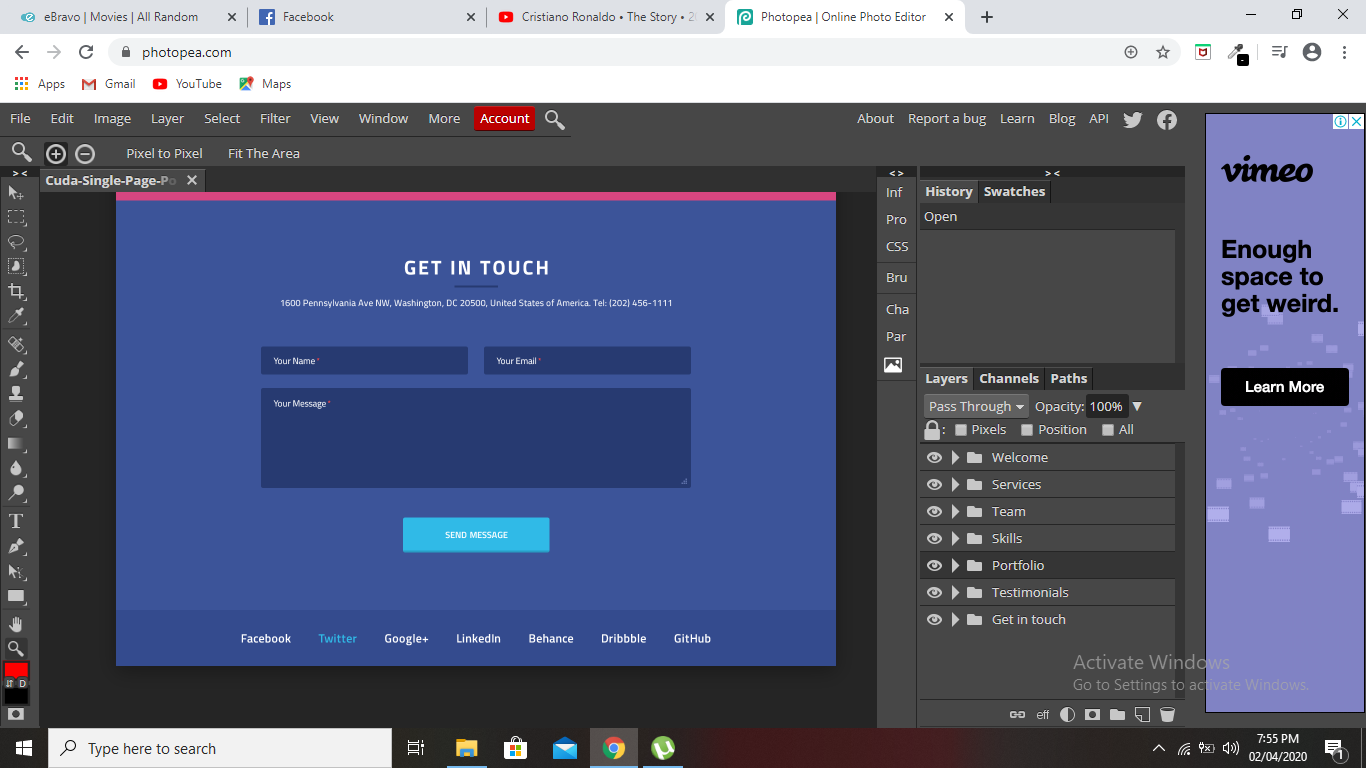 eBravo | Movies | All Random
Facebook
Cristiano Ronaldo • The Story • 2
Photopea | Online Photo Editor
photopea.com
Apps Gmail YouTube Maps
File Edit Image Layer Select Filter View Window More Account
About Report a bug Learn Blog API
Pixel to Pixel Fit The Area
Cuda-Single-Page-Po
GET IN TOUCH
1600 Pennsylvania Ave NW, Washington, DC 20500, United States of America. Tel: (202) 456-1111
Your Name*
Your Email*
Your Message*
SEND MESSAGE
Facebook Twitter Google+ LinkedIn Behance Dribbble GitHub
Inf
Pro
CSS
Bru
Cha
Par
History Swatches
Open
Layers Channels Paths
Pass Through Opacity: 100%
: Pixels Position All
Welcome
Services
Team
Skills
Portfolio
Testimonials
Get in touch
eff
D
vimeo
Enough
space to
get weird.
Learn More
Activate Windows
Go to Settings to activate Windows.
Type here to search
7:55 PM
02/04/2020
1